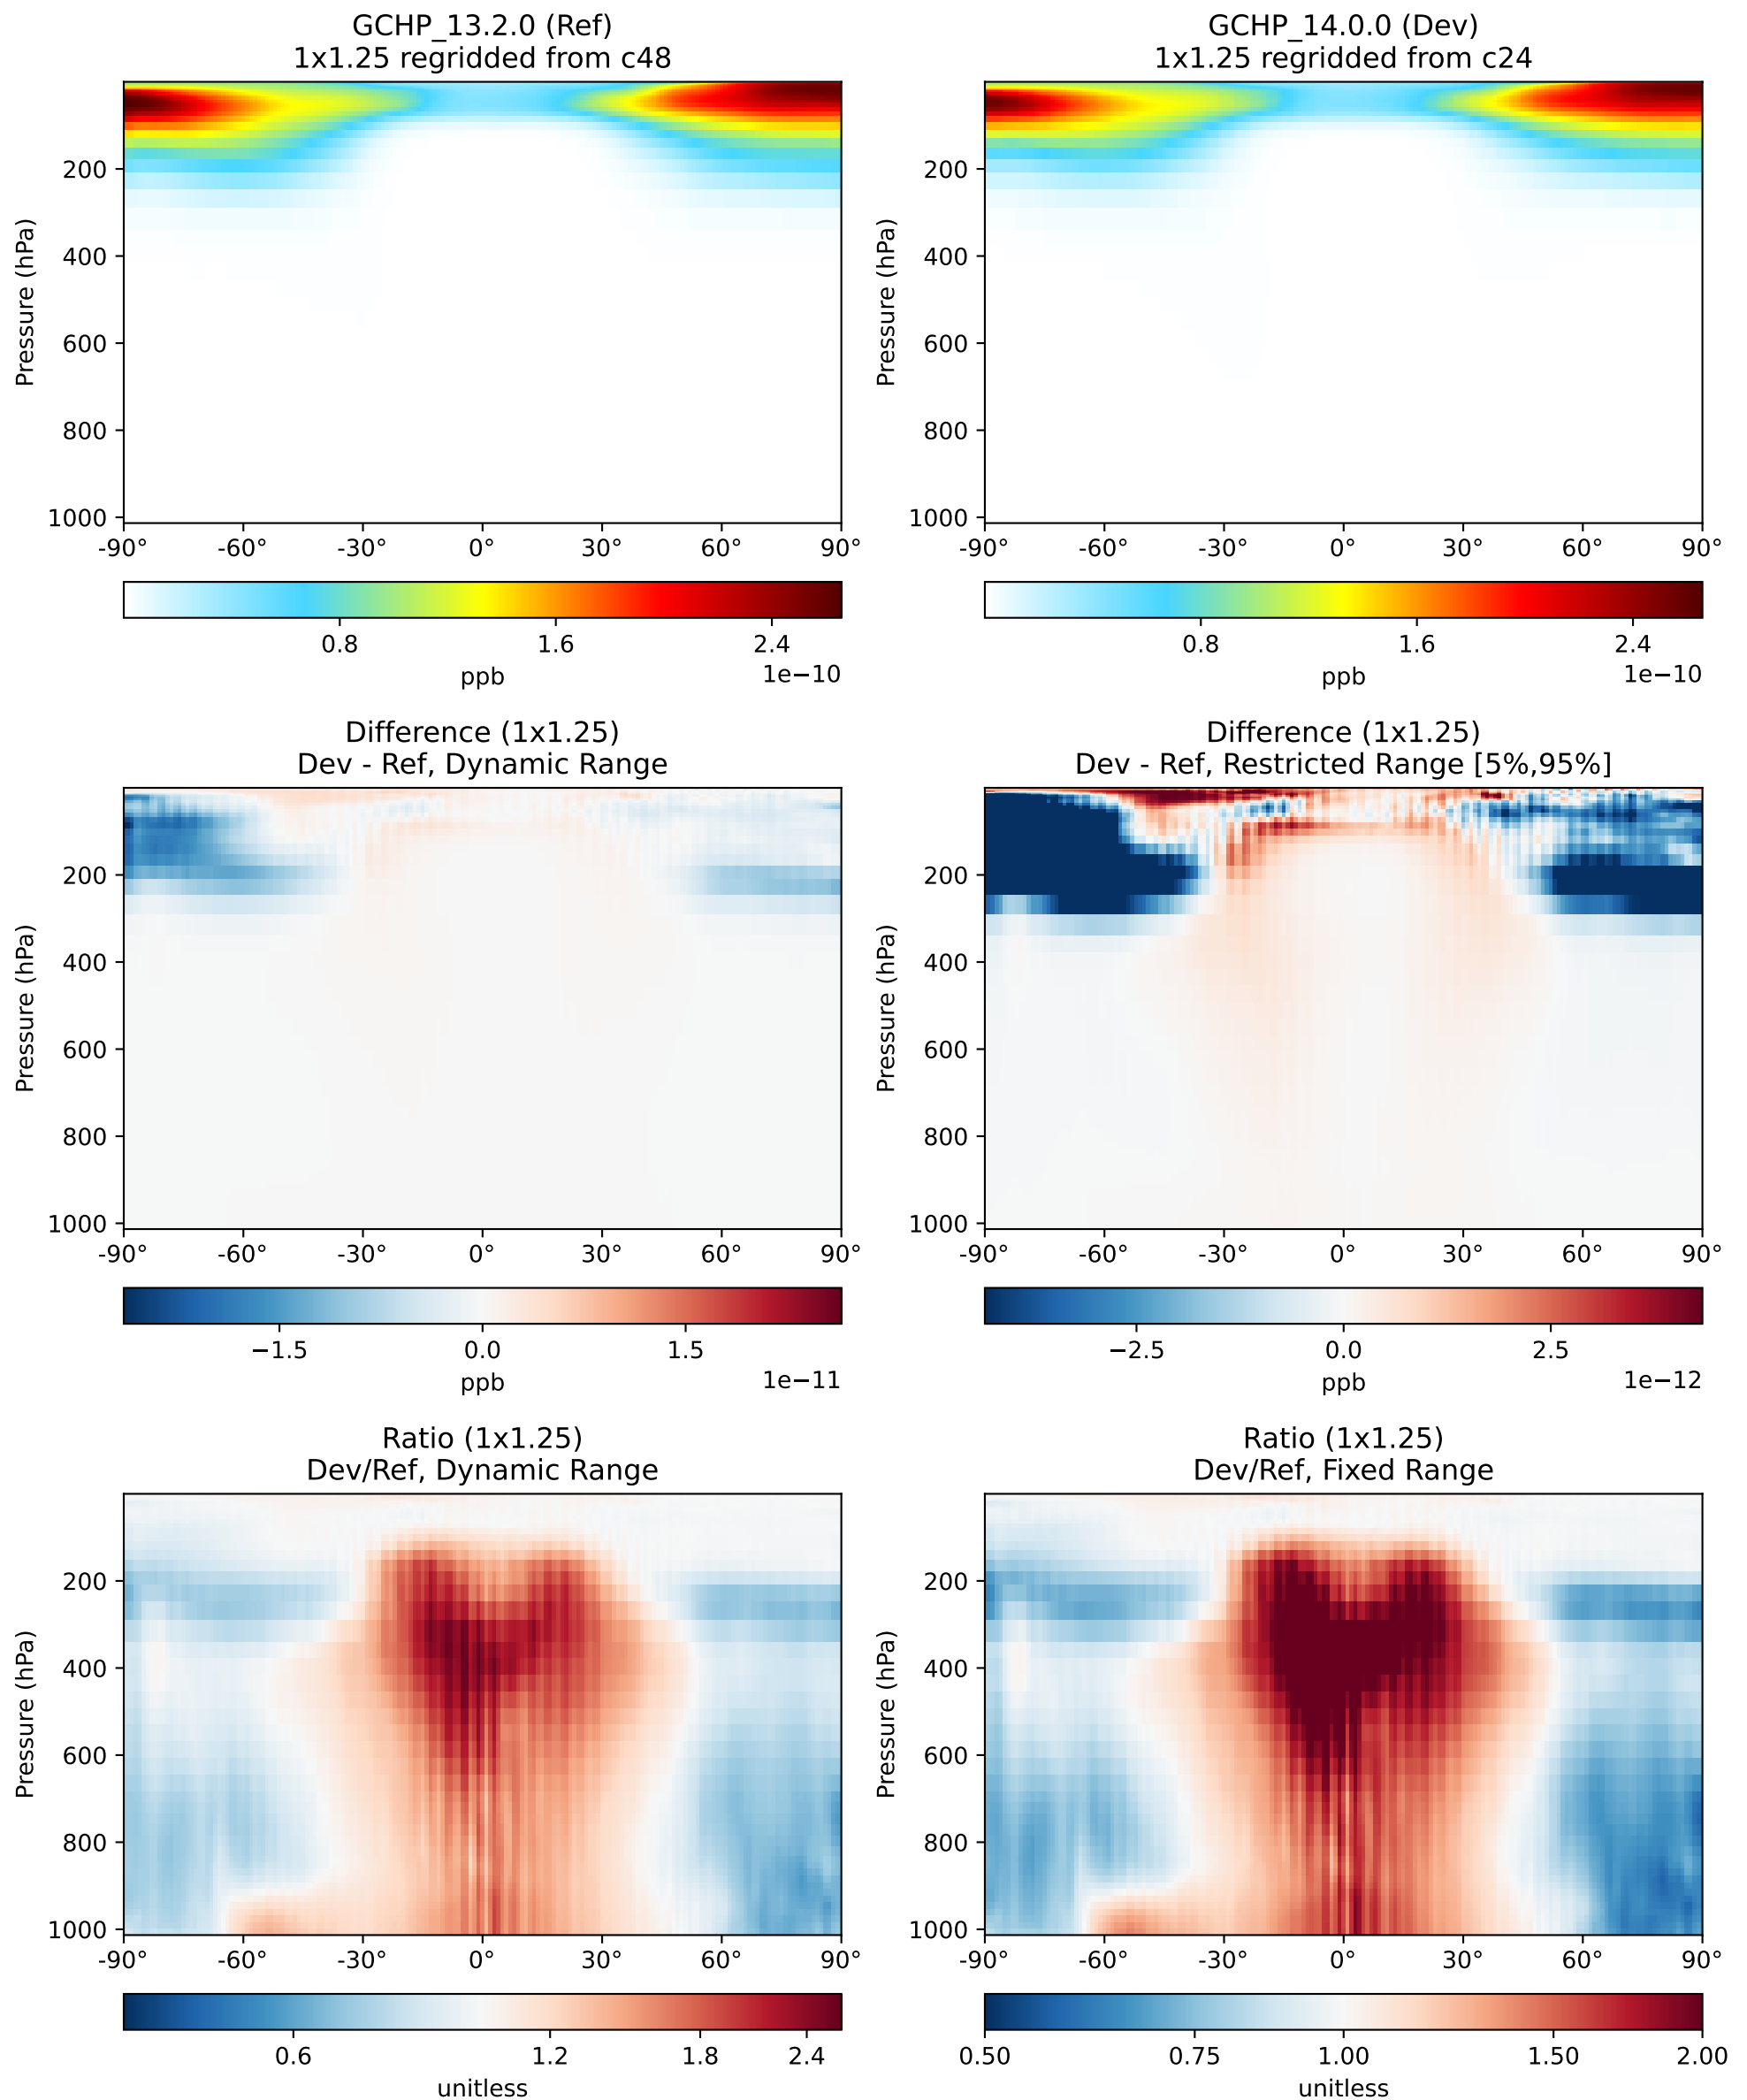 GCHP_13.2.0 (Ref)
1x1.25 regridded from c48
Pressure (hPa)
200
400
600
800
1000
-90° -60° -30° 0° 30° 60° 90°
0.8 1.6 2.4
ppb
1e−10
GCHP_14.0.0 (Dev)
1x1.25 regridded from c24
Pressure (hPa)
200
400
600
800
1000
-90° -60° -30° 0° 30° 60° 90°
0.8 1.6 2.4
ppb
1e−10
Difference (1x1.25)
Dev - Ref, Dynamic Range
Pressure (hPa)
200
400
600
800
1000
-90° -60° -30° 0° 30° 60° 90°
−1.5 0.0 1.5
ppb
1e−11
Difference (1x1.25)
Dev - Ref, Restricted Range [5%,95%]
Pressure (hPa)
200
400
600
800
1000
-90° -60° -30° 0° 30° 60° 90°
−2.5 0.0 2.5
ppb
1e−12
Ratio (1x1.25)
Dev/Ref, Dynamic Range
Pressure (hPa)
200
400
600
800
1000
-90° -60° -30° 0° 30° 60° 90°
0.6 1.2 1.8 2.4
unitless
Ratio (1x1.25)
Dev/Ref, Fixed Range
Pressure (hPa)
200
400
600
800
1000
-90° -60° -30° 0° 30° 60° 90°
0.50 0.75 1.00 1.50 2.00
unitless